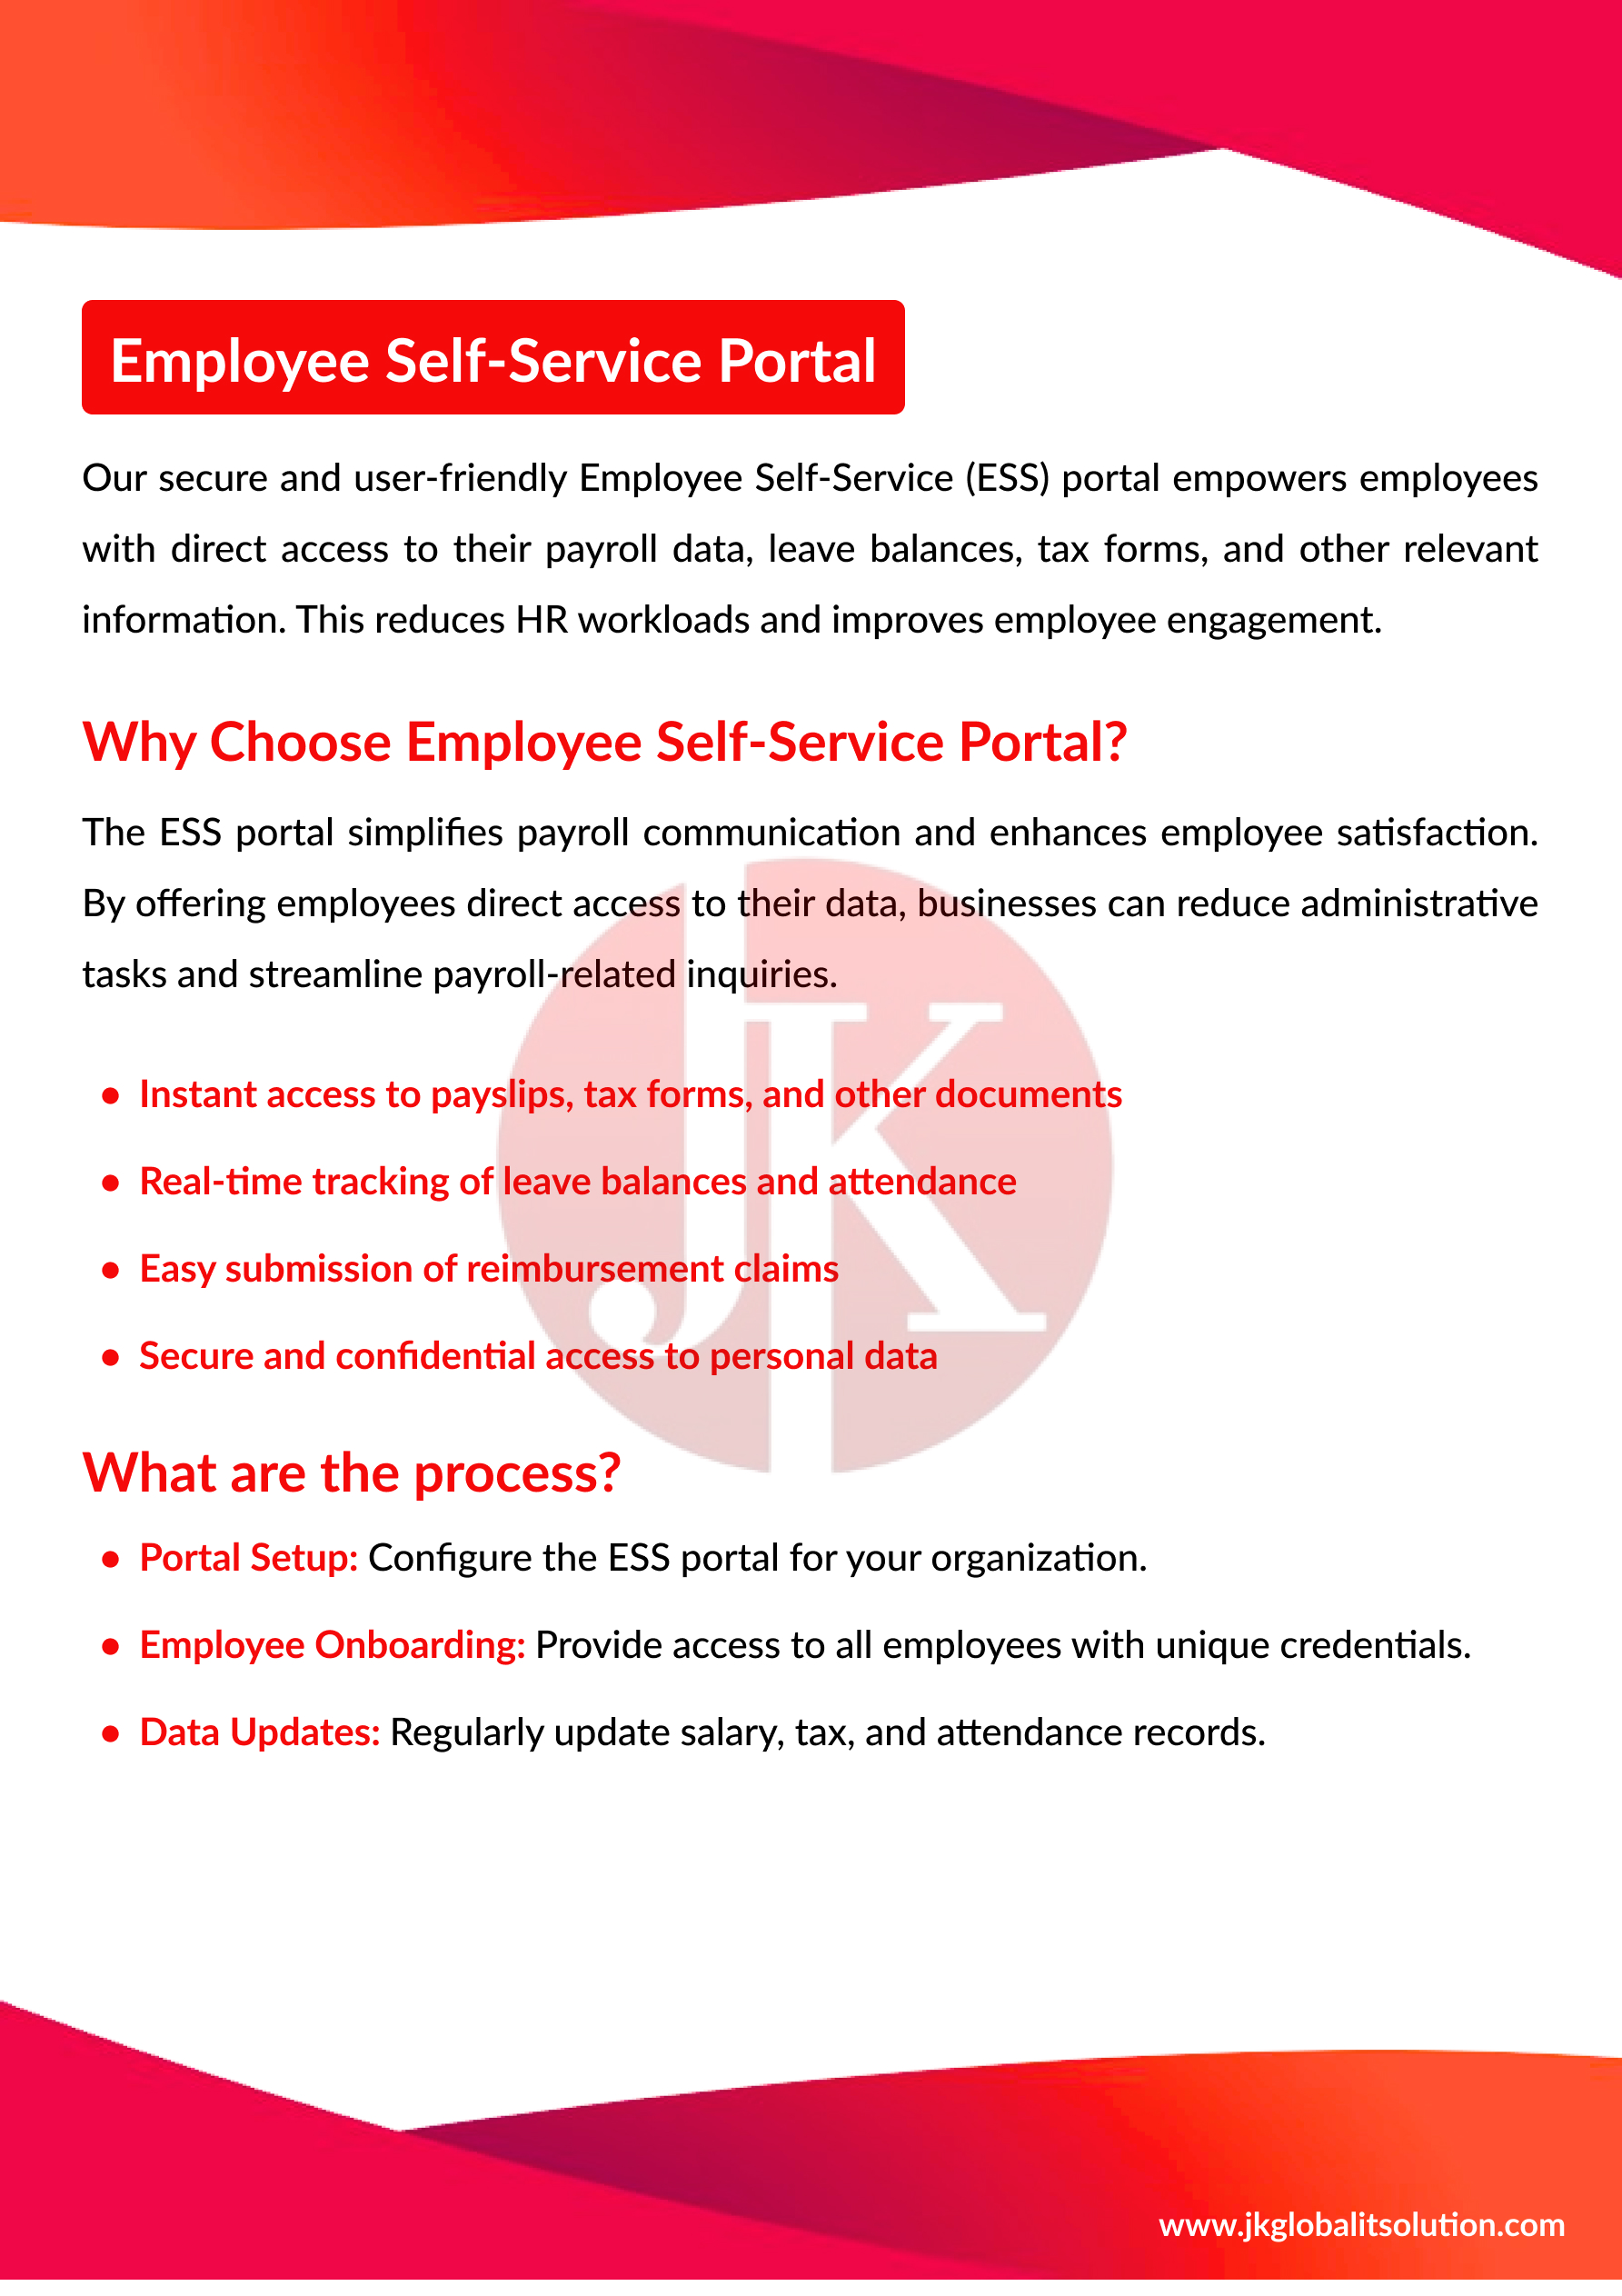 Employee Self-Service Portal
Our secure and user-friendly Employee Self-Service (ESS) portal empowers employees
with direct access to their payroll data, leave balances, tax forms, and other relevant
information. This reduces HR workloads and improves employee engagement.
Why Choose Employee Self-Service Portal?
The ESS portal simplifies payroll communication and enhances employee satisfaction.
By offering employees direct access to their data, businesses can reduce administrative
tasks and streamline payroll-related inquiries.
JK
• Instant access to payslips, tax forms, and other documents
• Real-time tracking of leave balances and attendance
• Easy submission of reimbursement claims
• Secure and confidential access to personal data
What are the process?
• Portal Setup: Configure the ESS portal for your organization.
• Employee Onboarding: Provide access to all employees with unique credentials.
• Data Updates: Regularly update salary, tax, and attendance records.
www.jkglobalitsolution.com